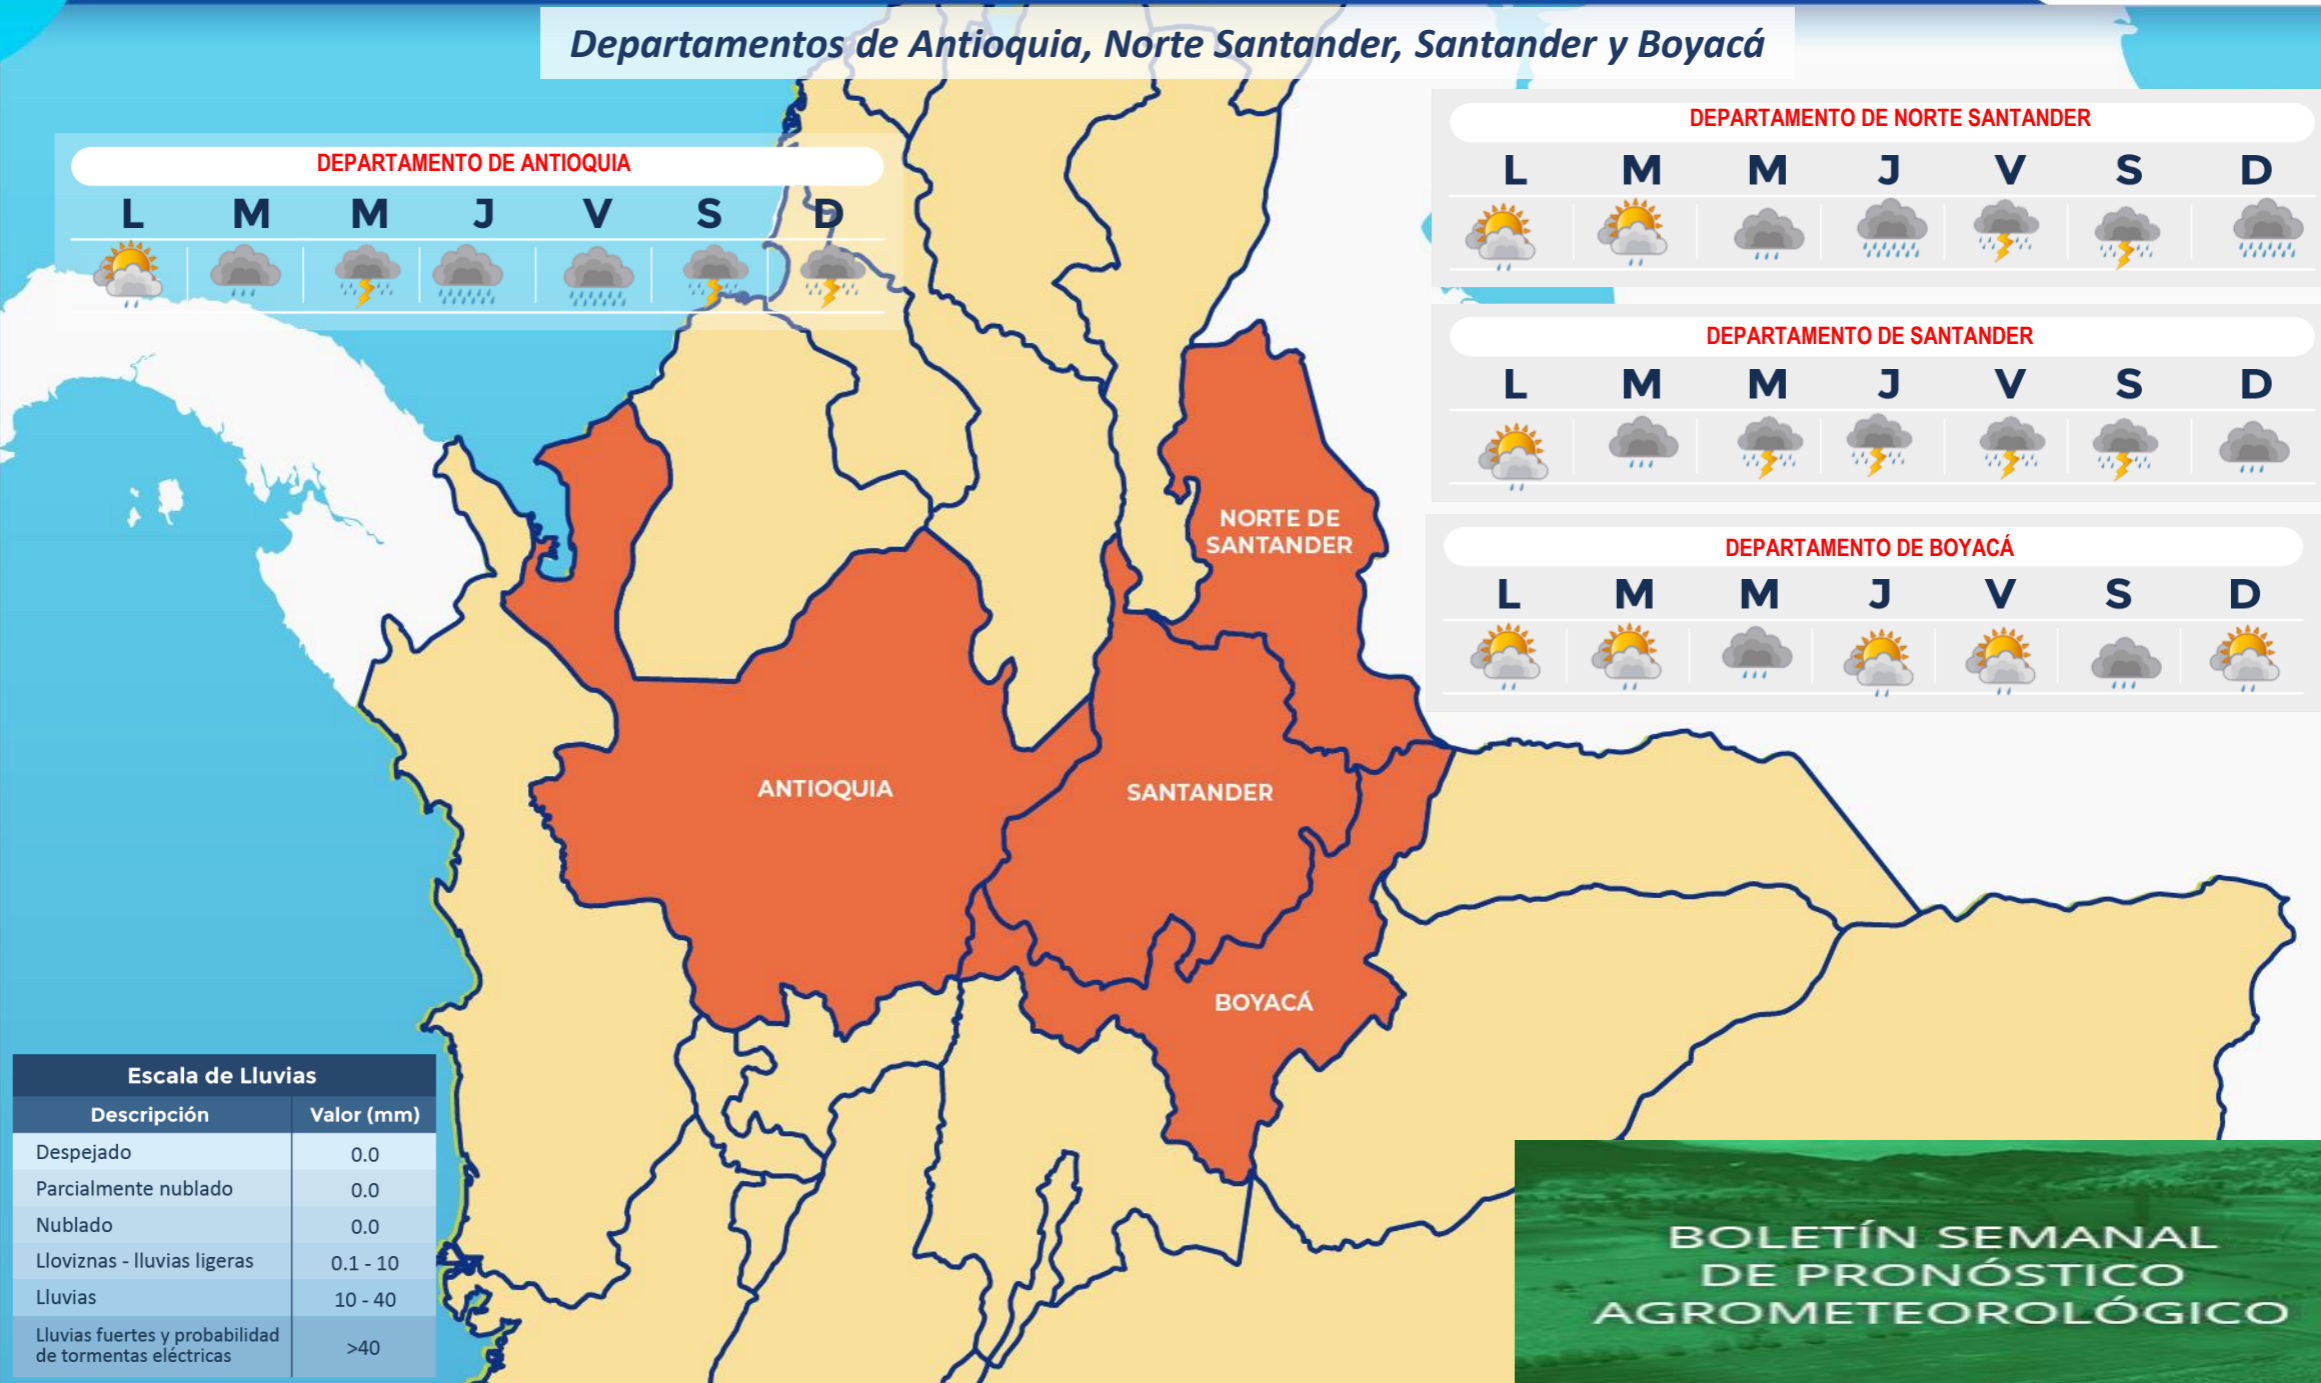 Departamentos de Antioquia, Norte Santander, Santander y Boyacá
DEPARTAMENTO DE ANTIOQUIA
L M M J V S D
DEPARTAMENTO DE NORTE SANTANDER
L M M J V S D
DEPARTAMENTO DE SANTANDER
L M M J V S D
DEPARTAMENTO DE BOYACÁ
L M M J V S D
NORTE DE
SANTANDER
ANTIOQUIA
SANTANDER
BOYACÁ
Escala de Lluvias
Descripción Valor (mm)
Despejado 0.0
Parcialmente nublado 0.0
Nublado 0.0
Lloviznas - lluvias ligeras 0.1 - 10
Lluvias 10 - 40
Lluvias fuertes y probabilidad
de tormentas eléctricas >40
BOLETÍN SEMANAL
DE PRONÓSTICO
AGROMETEOROLÓGICO